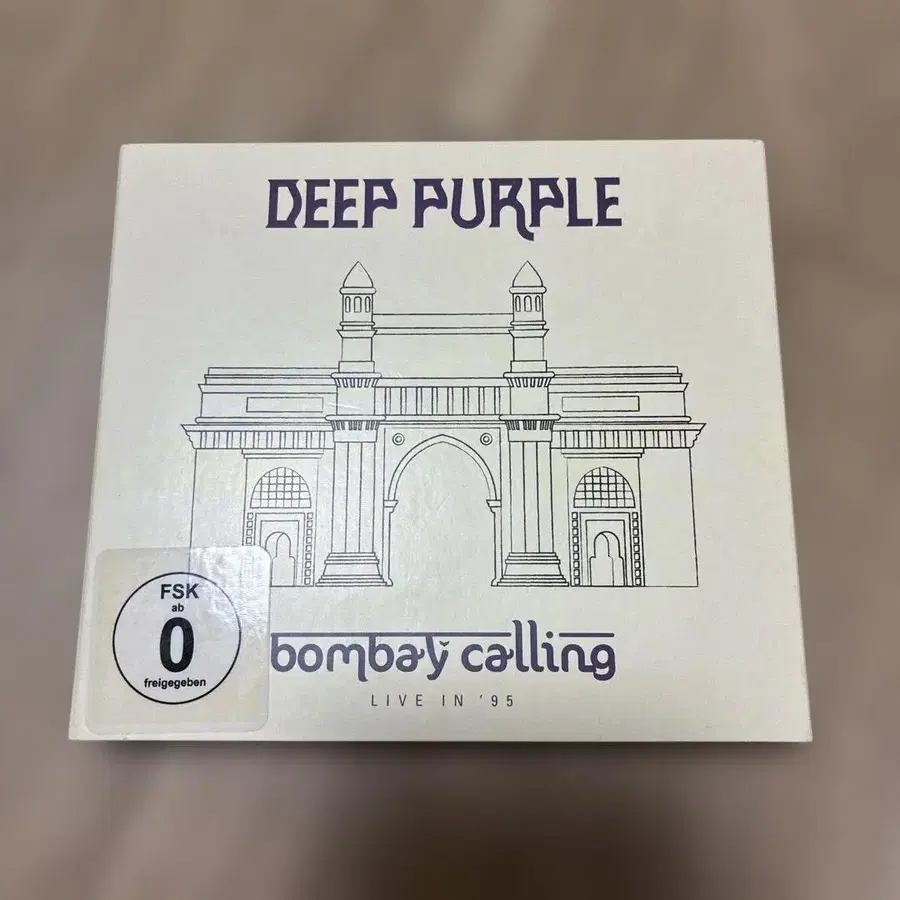 DEEP PURPLE
FSK
ab
0
freigegeben
bombay calling
LIVE IN '95